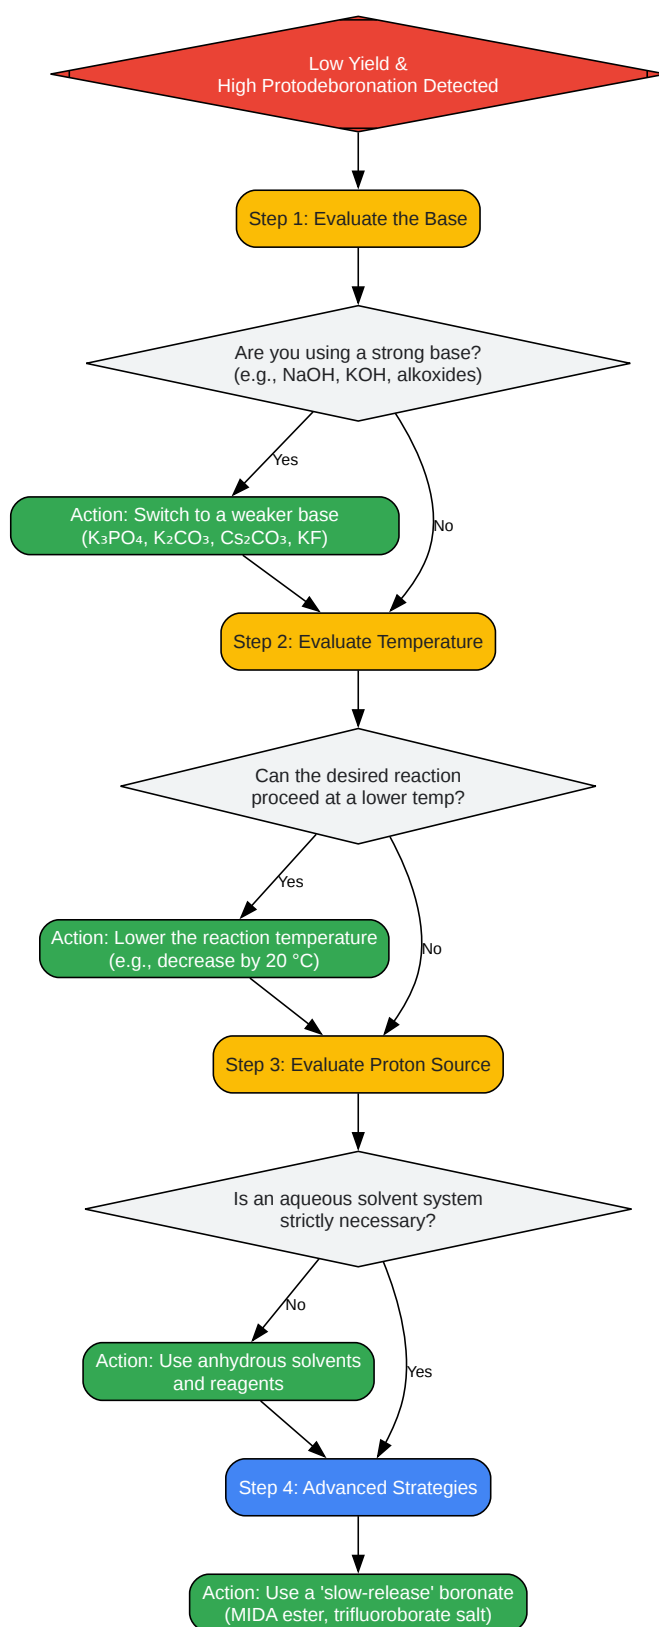 Low Yield &
High Protodeboronation Detected
Step 1: Evaluate the Base
Are you using a strong base?
(e.g., NaOH, KOH, alkoxides)
Yes
Action: Switch to a weaker base
(K₃PO₄, K₂CO₃, Cs₂CO₃, KF)
No
Step 2: Evaluate Temperature
Can the desired reaction
proceed at a lower temp?
Yes
Action: Lower the reaction temperature
(e.g., decrease by 20 °C)
No
Step 3: Evaluate Proton Source
Is an aqueous solvent system
strictly necessary?
No
Action: Use anhydrous solvents
and reagents
Yes
Step 4: Advanced Strategies
Action: Use a 'slow-release' boronate
(MIDA ester, trifluoroborate salt)